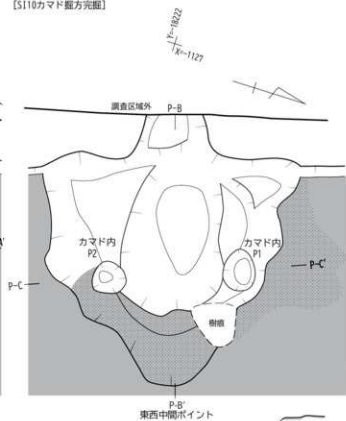 [SI10カマド掘方完掘]
Y=-18222
X=-1127
調査区域外 P-B
カマド内
P2
カマド内
P1
P-C
P-C'
樹痕
P-B'
東西中間ポイント